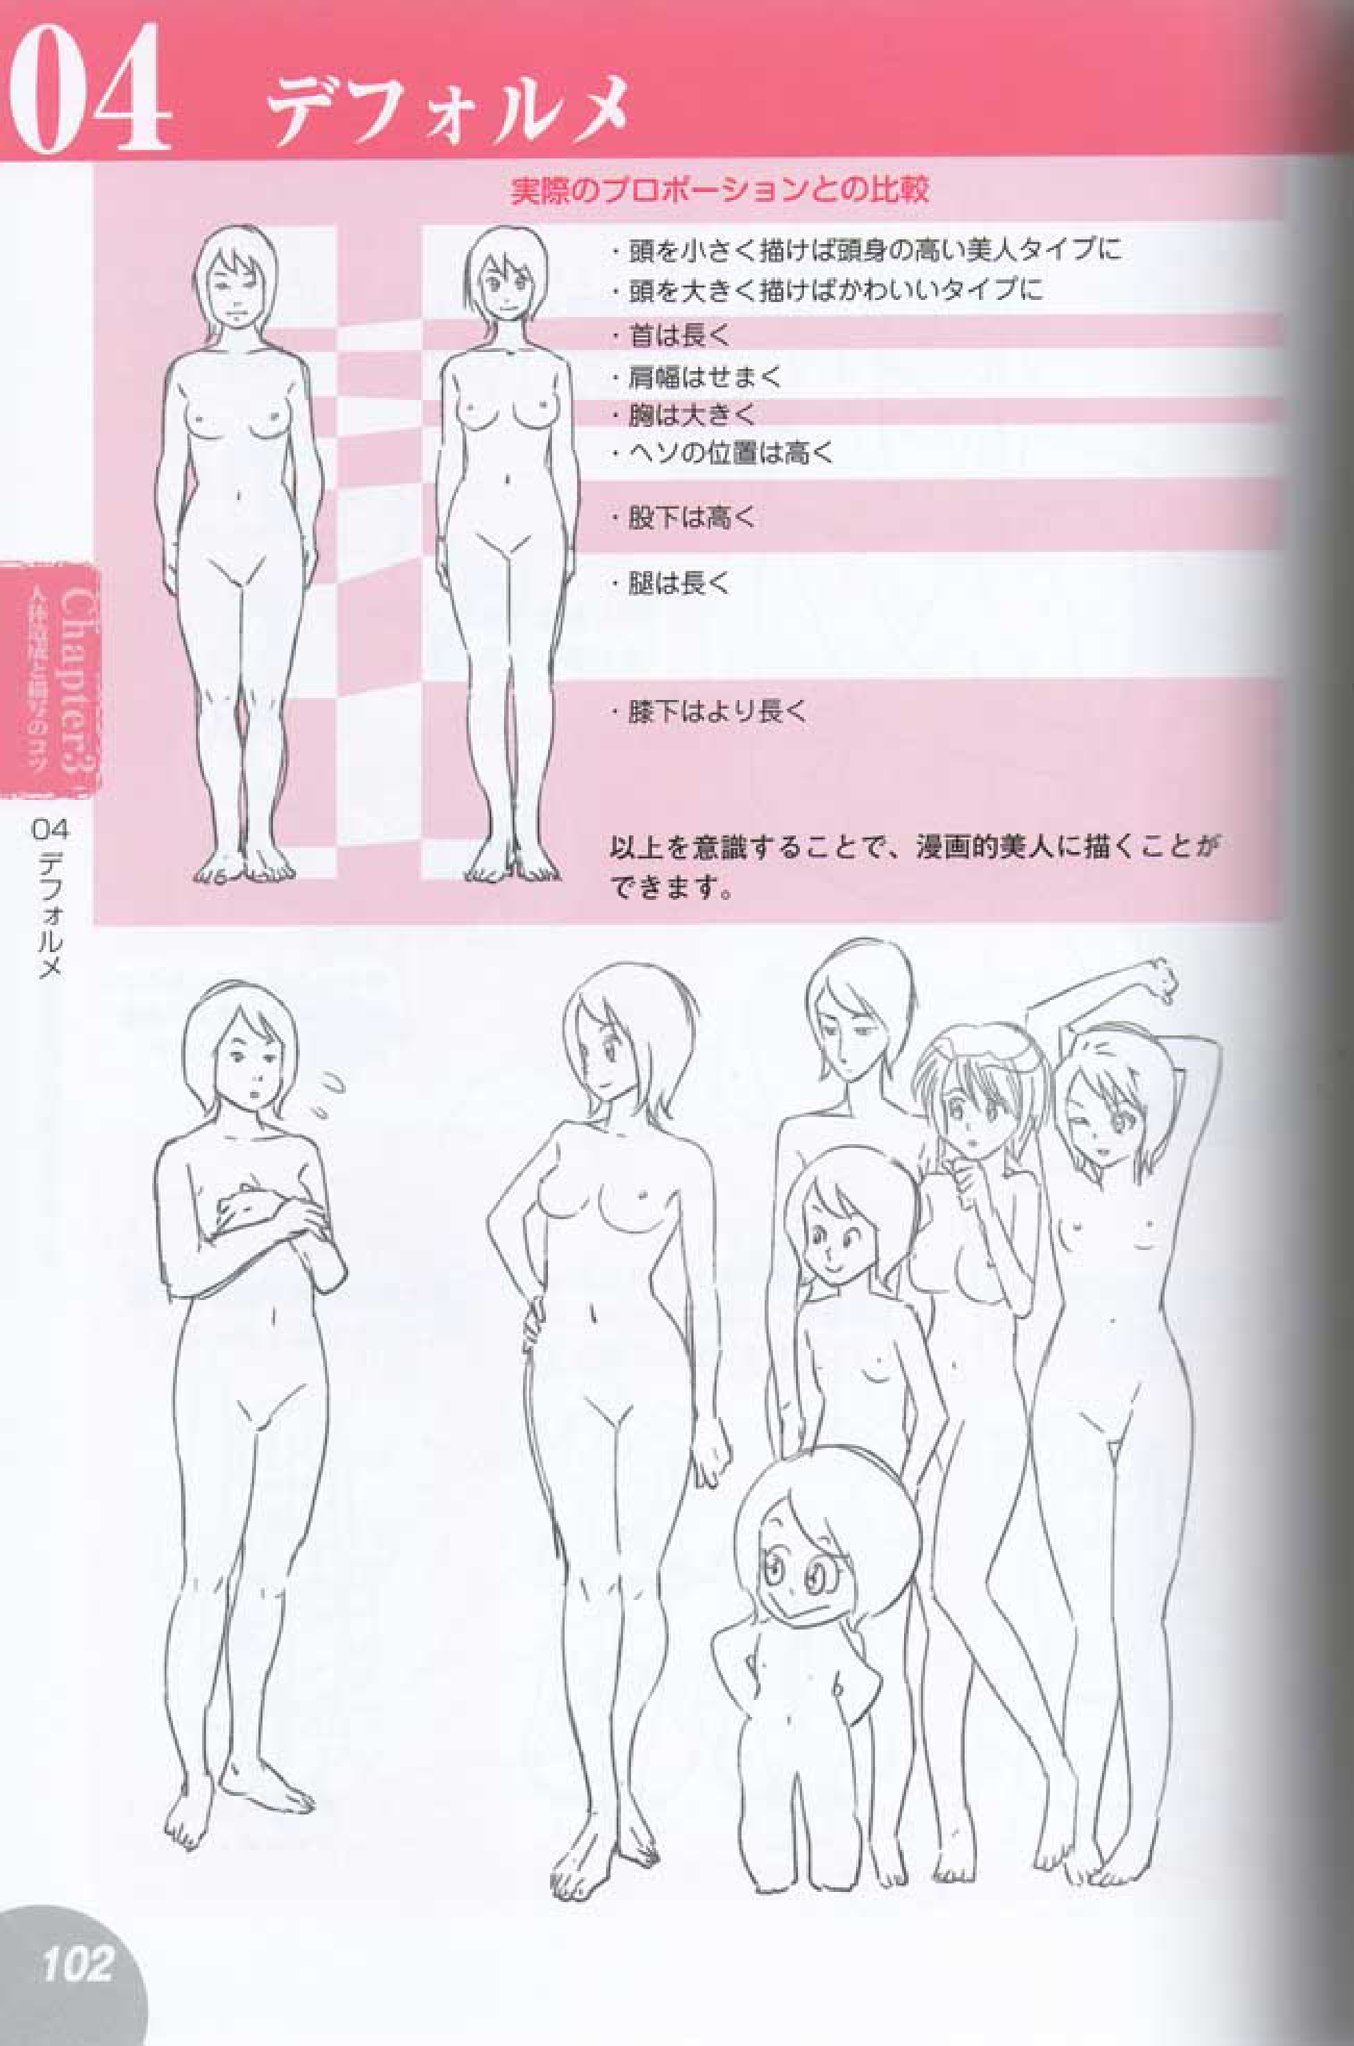 04 デフォルメ
実際のプロポーションとの比較
・頭を小さく描けば頭身の高い美人タイプに
・頭を大きく描けばかわいいタイプに
・首は長く
・肩幅はせまく
・胸は大きく
・ヘソの位置は高く
・股下は高く
・腿は長く
・膝下はより長く
以上を意識することで、漫画的美人に描くことが
できます。
Chapter3
04 デフォルメ
102